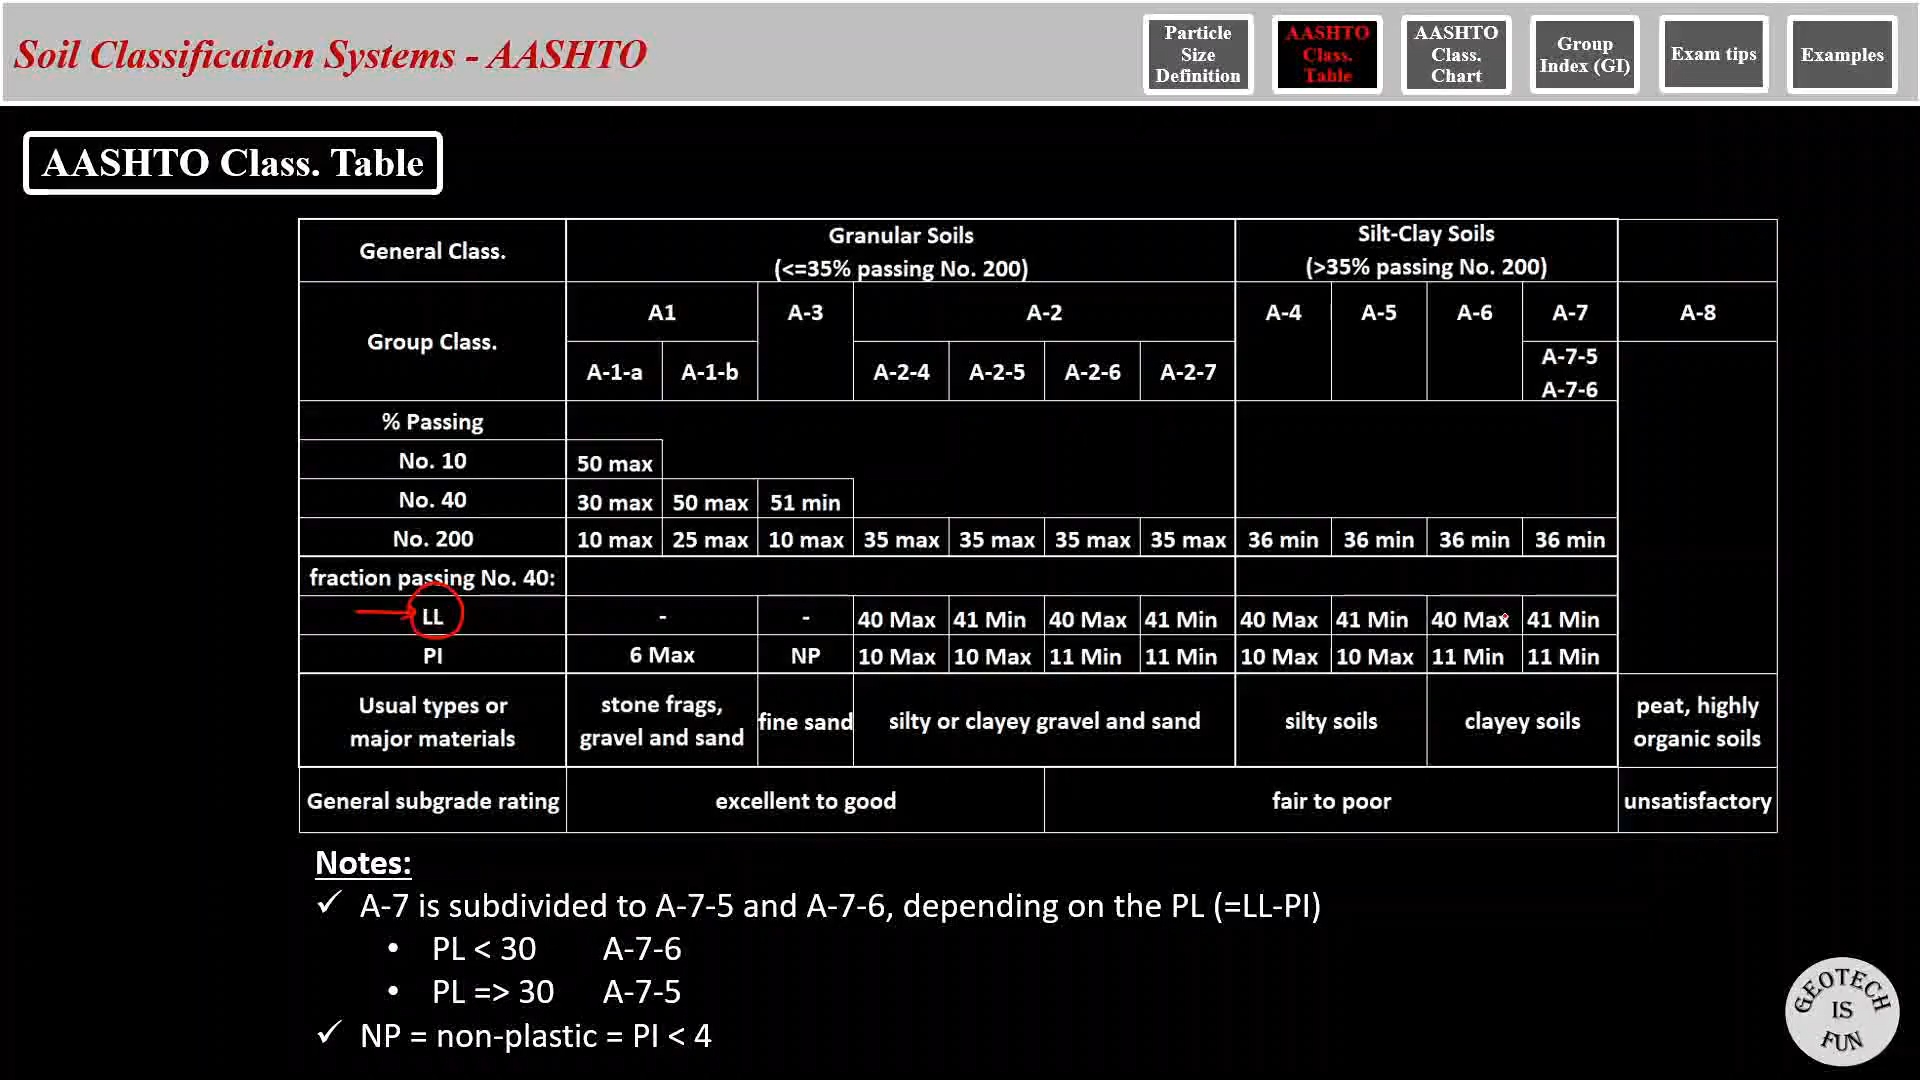 Soil Classification Systems - AASHTO
Particle
Size
Definition
AASHTO
Class.
Table
AASHTO
Class.
Chart
Group
Index (GI)
Exam tips
Examples
AASHTO Class. Table
General Class.
Granular Soils
(<=35% passing No. 200)
Silt-Clay Soils
(>35% passing No. 200)
Group Class.
A1 A-3 A-2 A-4 A-5 A-6 A-7 A-8
A-1-a A-1-b A-2-4 A-2-5 A-2-6 A-2-7 A-7-5
A-7-6
% Passing
No. 10 50 max
No. 40 30 max 50 max 51 min
No. 200 10 max 25 max 10 max 35 max 35 max 35 max 35 max 36 min 36 min 36 min 36 min
fraction passing No. 40:
LL - - 40 Max 41 Min 40 Max 41 Min 40 Max 41 Min 40 Max 41 Min
PI 6 Max NP 10 Max 10 Max 11 Min 11 Min 10 Max 10 Max 11 Min 11 Min
Usual types or
major materials
stone frags,
gravel and sand
fine sand
silty or clayey gravel and sand
silty soils
clayey soils
peat, highly
organic soils
General subgrade rating excellent to good fair to poor unsatisfactory
Notes:
✓ A-7 is subdivided to A-7-5 and A-7-6, depending on the PL (=LL-PI)
• PL < 30 A-7-6
• PL => 30 A-7-5
✓ NP = non-plastic = PI < 4
GEOTECH
IS
FUN